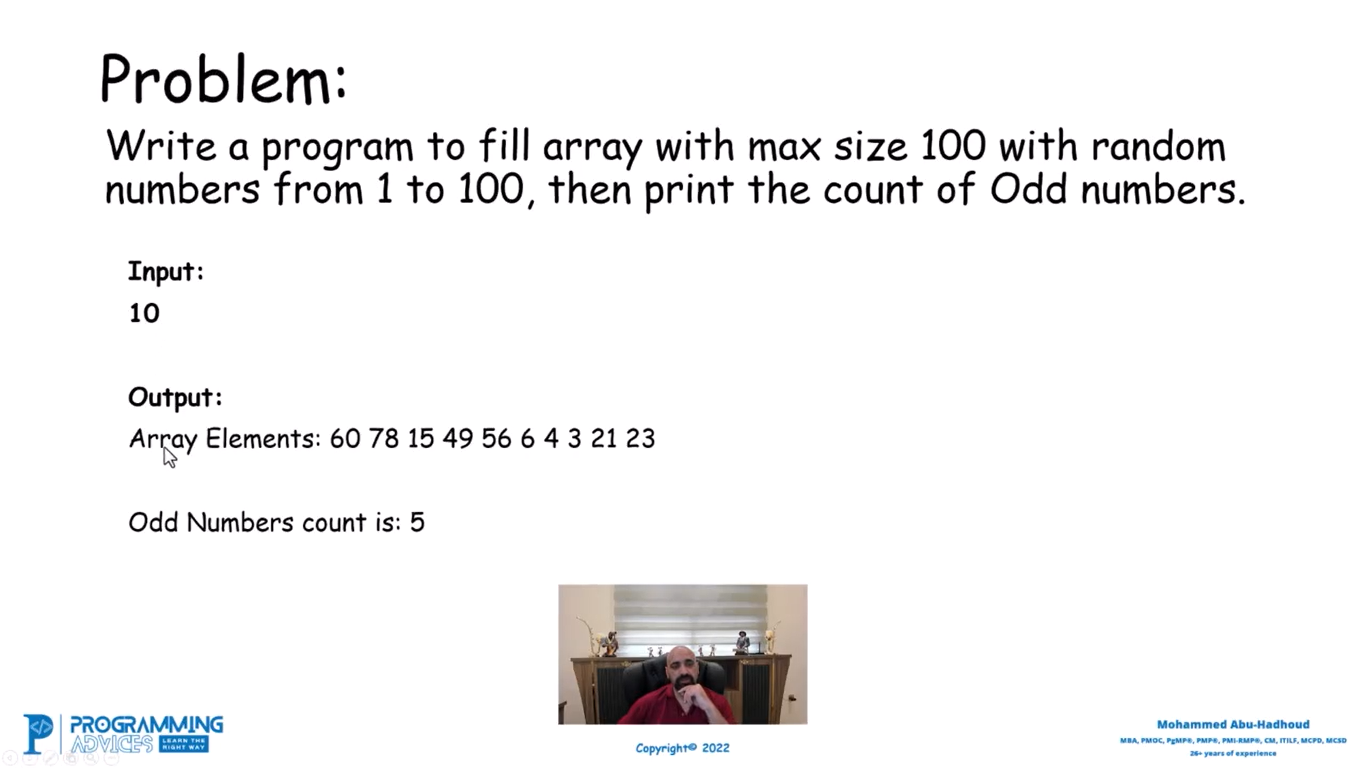 Problem:
Write a program to fill array with max size 100 with random
numbers from 1 to 100, then print the count of Odd numbers.
Input:
10
Output:
Array Elements: 60 78 15 49 56 6 4 3 21 23
Odd Numbers count is: 5
PROGRAMMING
ADVICES
LEARN THE
RIGHT WAY
Copyright© 2022
Mohammed Abu-Hadhoud
MBA, PMOC, PgMP®, PMP®, PMI-RMP®, CM, ITILF, MCPD, MCSD
26+ years of experience